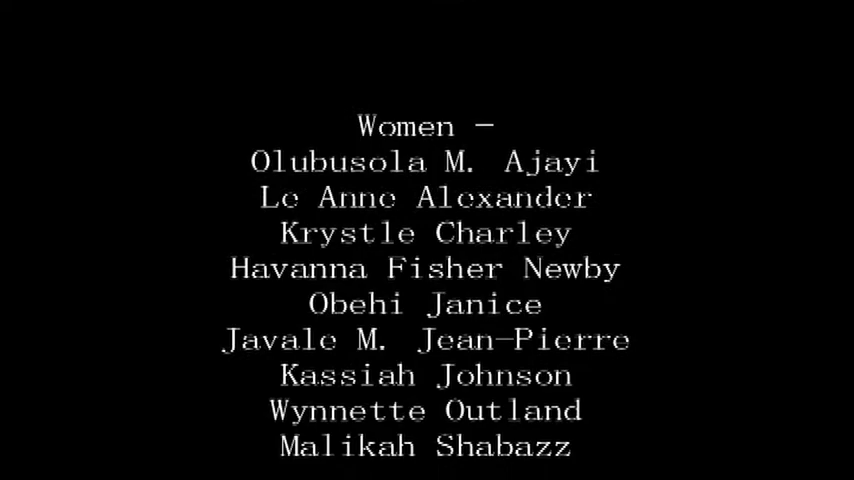 Women -
Olubusola M. Ajayi
Le Anne Alexander
Krystle Charley
Havanna Fisher Newby
Obehi Janice
Javale M. Jean-Pierre
Kassiah Johnson
Wynnette Outland
Malikah Shabazz